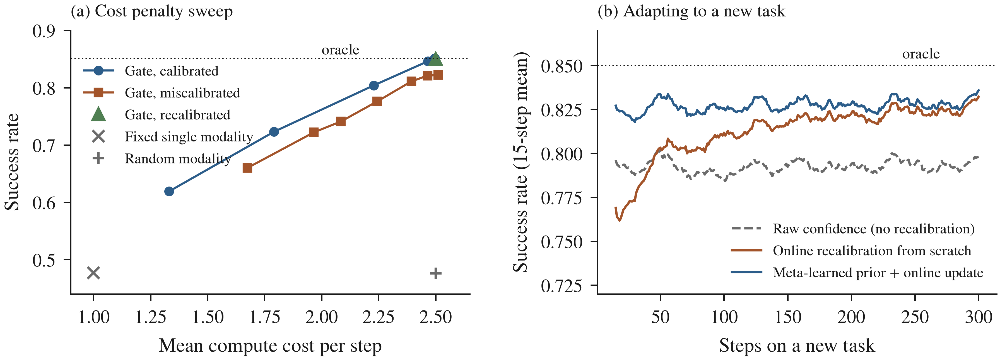 (a) Cost penalty sweep
0.9
0.8
0.7
0.6
0.5
Success rate
oracle
Gate, calibrated
Gate, miscalibrated
Gate, recalibrated
Fixed single modality
Random modality
1.00 1.25 1.50 1.75 2.00 2.25 2.50
Mean compute cost per step
(b) Adapting to a new task
0.850
0.825
0.800
0.775
0.750
0.725
Success rate (15-step mean)
oracle
Raw confidence (no recalibration)
Online recalibration from scratch
Meta-learned prior + online update
50 100 150 200 250 300
Steps on a new task